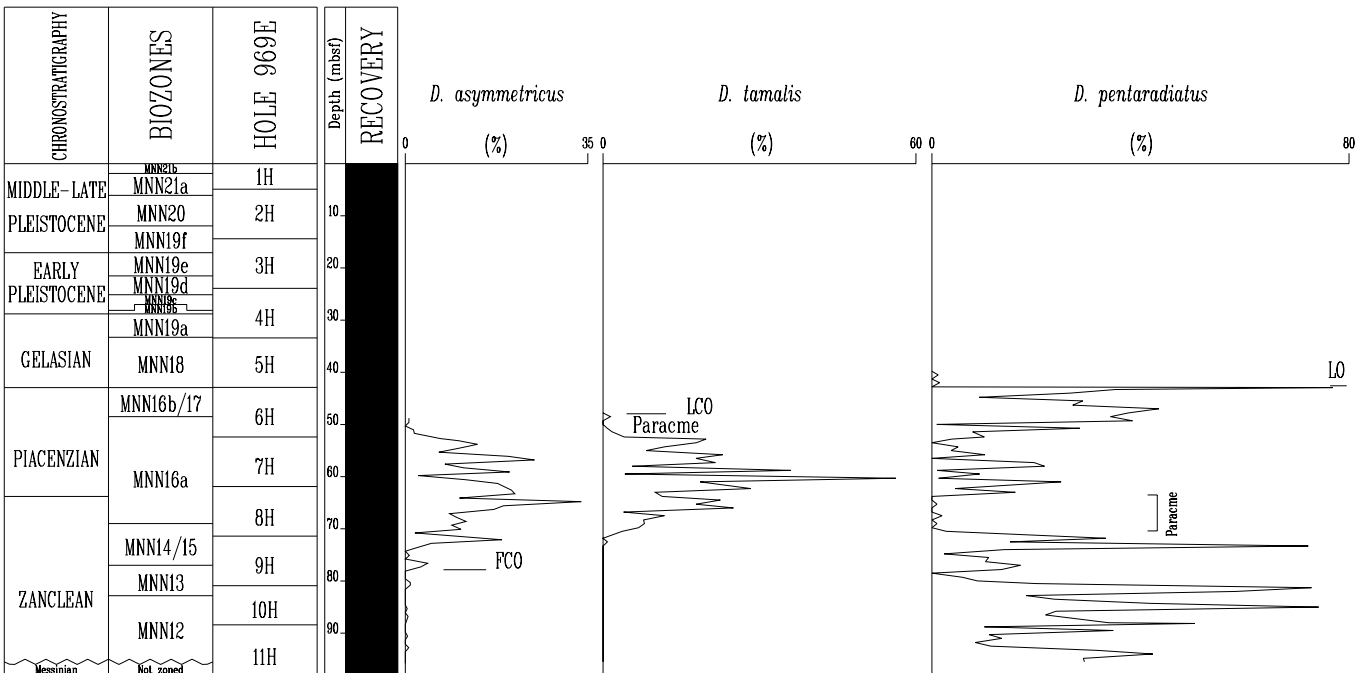 CHRONOSTRATIGRAPHY
BIOZONES
HOLE 969E
Depth (mbsf)
RECOVERY
D. asymmetricus
D. tamalis
D. pentaradiatus
(%)
(%)
(%)
0
35
0
60
0
80
MIDDLE-LATE
PLEISTOCENE
EARLY
PLEISTOCENE
GELASIAN
PIACENZIAN
ZANCLEAN
Messinian
MNN21b
MNN21a
MNN20
MNN19f
MNN19e
MNN19d
MNN19c
MNN19b
MNN19a
MNN18
MNN16b/17
MNN16a
MNN14/15
MNN13
MNN12
Not zoned
1H
2H
3H
4H
5H
6H
7H
8H
9H
10H
11H
10
20
30
40
50
60
70
80
90
FCO
LCO
Paracme
LO
Paracme